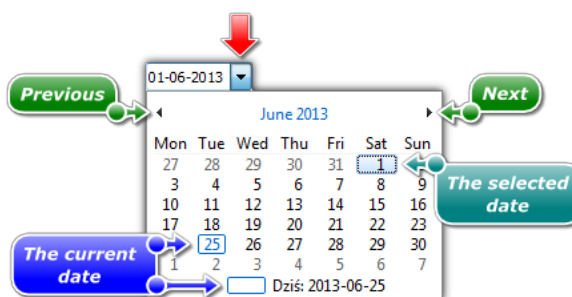 01-06-2013
Previous
Next
June 2013
Mon Tue Wed Thu Fri Sat Sun
27 28 29 30 31 1 2
3 4 5 6 7 8 9
10 11 12 13 14 15 16
17 18 19 20 21 22 23
25 26 27 28 29 30
1 2 3 4 5 6 7
Dziś: 2013-06-25
The selected
date
The current
date